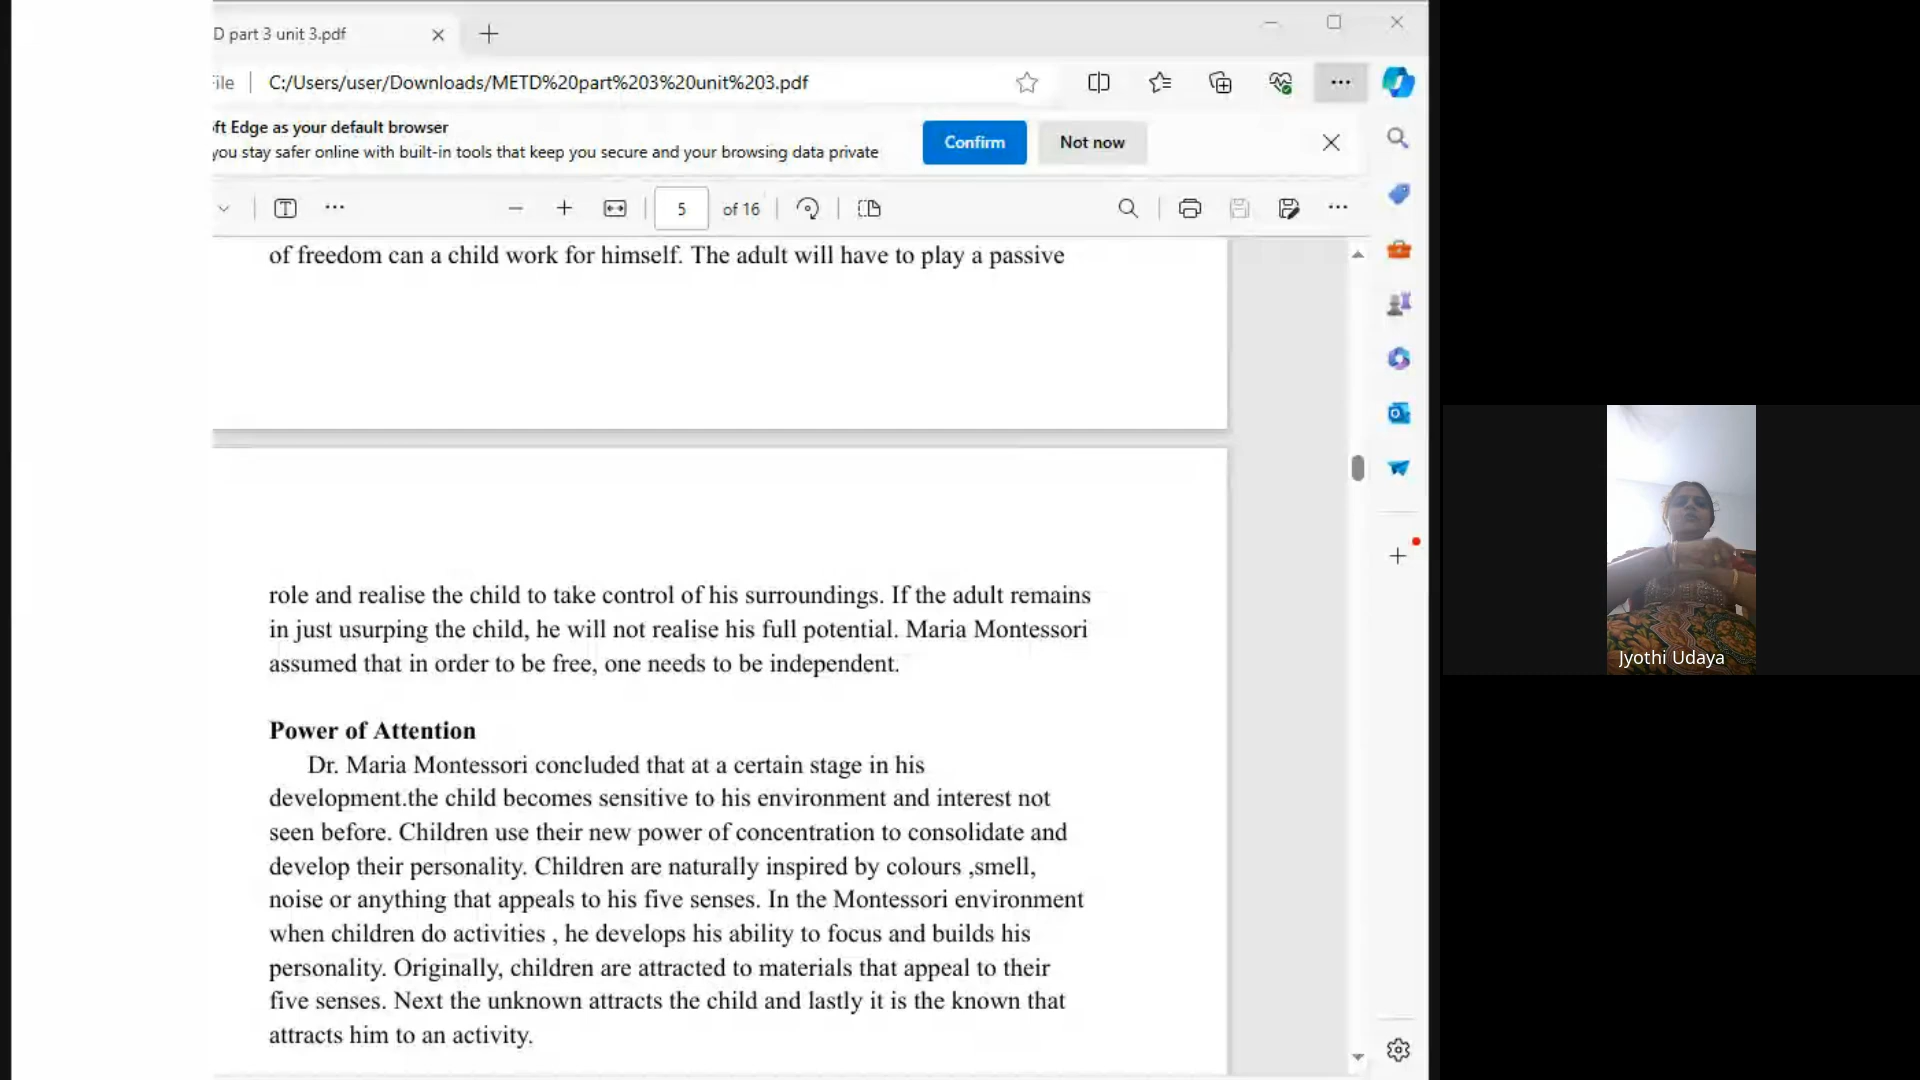 D part 3 unit 3.pdf
ile
C:/Users/user/Downloads/METD%20part%203%20unit%203.pdf
ft Edge as your default browser
you stay safer online with built-in tools that keep you secure and your browsing data private
Confirm
Not now
5 of 16
of freedom can a child work for himself. The adult will have to play a passive
role and realise the child to take control of his surroundings. If the adult remains
in just usurping the child, he will not realise his full potential. Maria Montessori
assumed that in order to be free, one needs to be independent.
Power of Attention
Dr. Maria Montessori concluded that at a certain stage in his
development.the child becomes sensitive to his environment and interest not
seen before. Children use their new power of concentration to consolidate and
develop their personality. Children are naturally inspired by colours ,smell,
noise or anything that appeals to his five senses. In the Montessori environment
when children do activities , he develops his ability to focus and builds his
personality. Originally, children are attracted to materials that appeal to their
five senses. Next the unknown attracts the child and lastly it is the known that
attracts him to an activity.
Jyothi Udaya